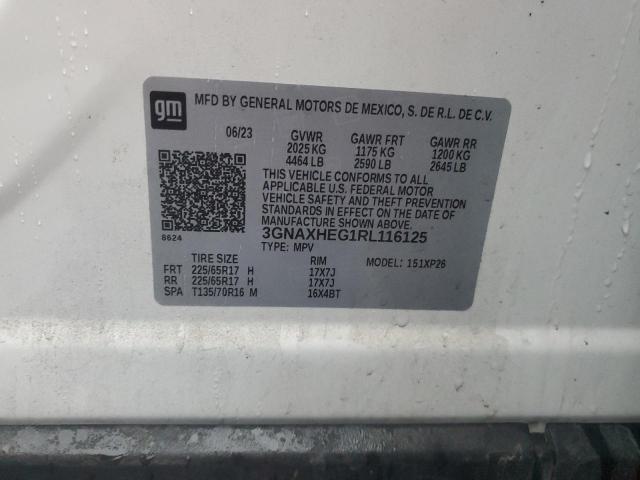 gm MFD BY GENERAL MOTORS DE MEXICO, S. DE R.L. DE C.V.
06/23 GVWR GAWR FRT GAWR RR
2025 KG 1175 KG 1200 KG
4464 LB 2590 LB 2645 LB
THIS VEHICLE CONFORMS TO ALL
APPLICABLE U.S. FEDERAL MOTOR
VEHICLE SAFETY AND THEFT PREVENTION
STANDARDS IN EFFECT ON THE DATE OF
MANUFACTURE SHOWN ABOVE.
3GNAXHEG1RL116125
8624 TYPE: MPV
TIRE SIZE RIM MODEL: 151XP26
FRT 225/65R17 H 17X7J
RR 225/65R17 H 17X7J
SPA T135/70R16 M 16X4BT